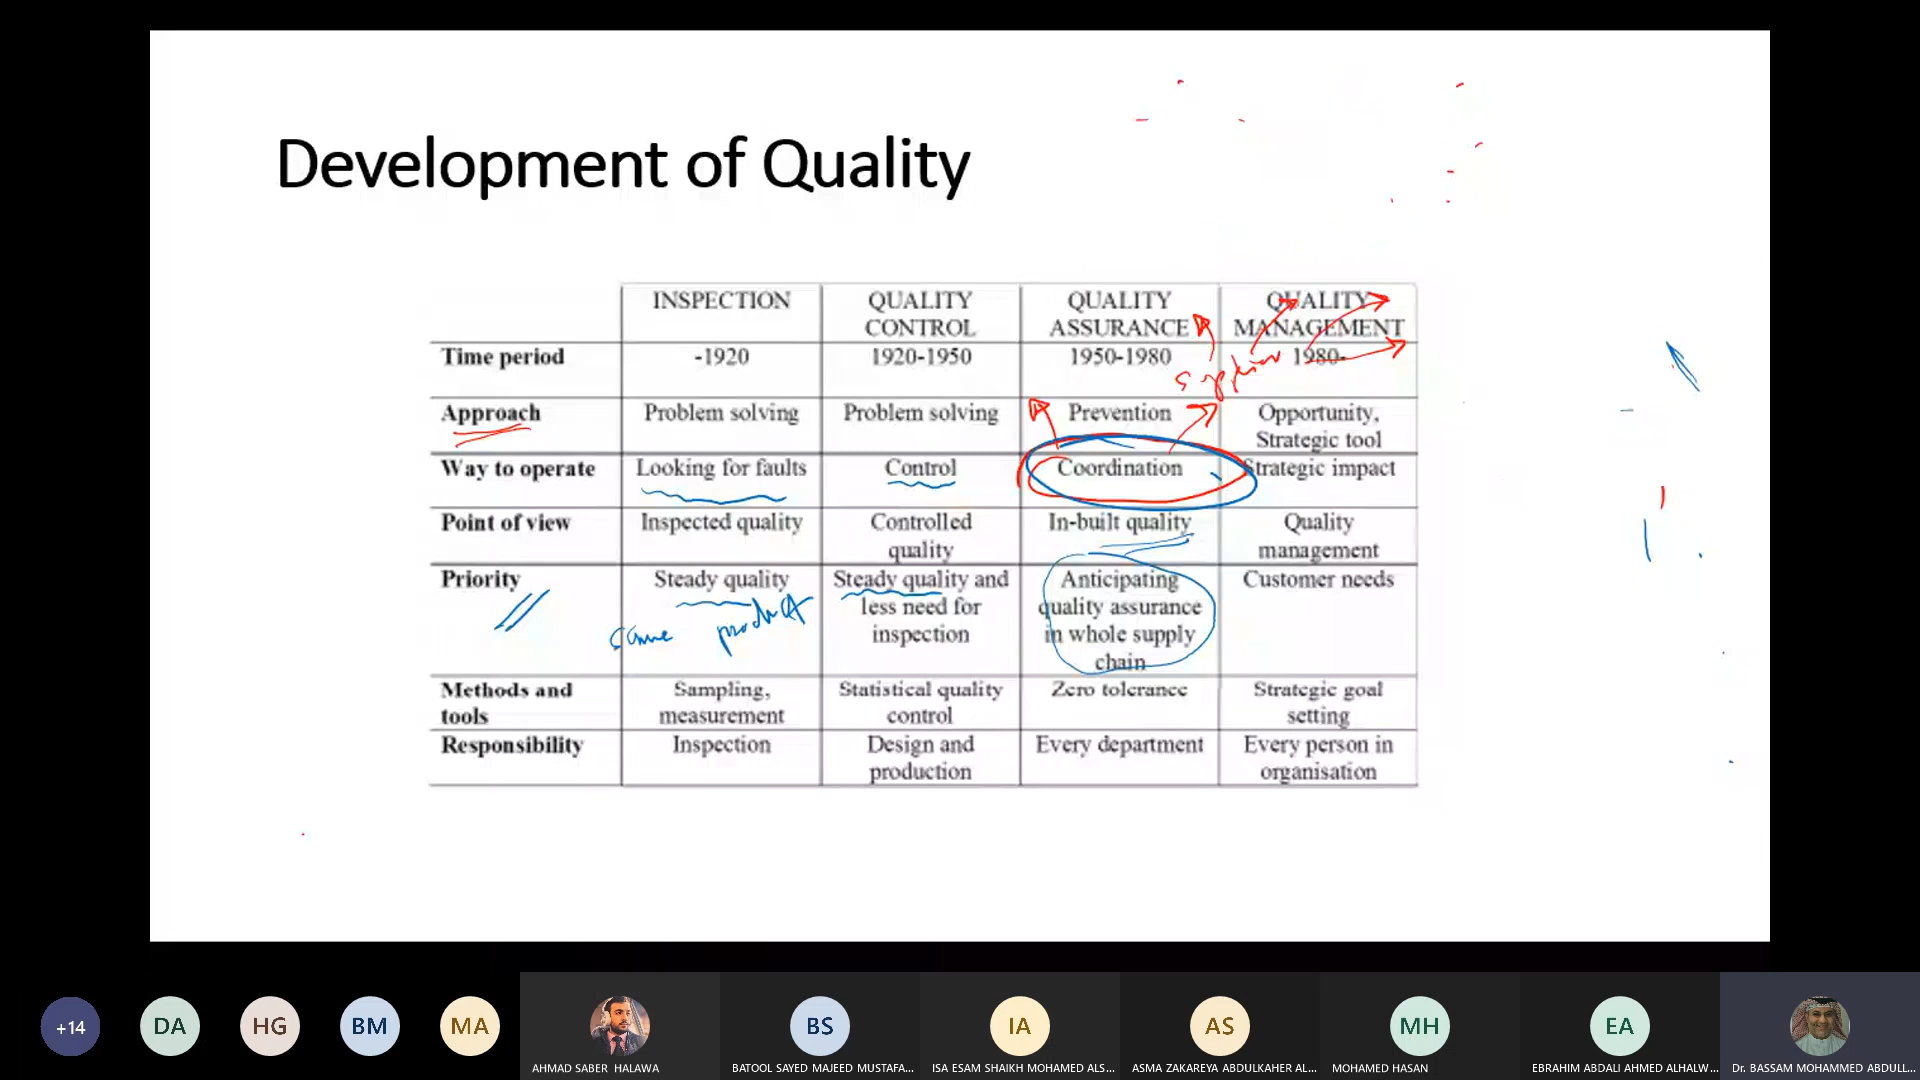 Development of Quality
INSPECTION
QUALITY
CONTROL
QUALITY
ASSURANCE
QUALITY
MANAGEMENT
Time period
-1920
1920-1950
1950-1980
1980-
supplier
Approach
Problem solving
Problem solving
Prevention
Opportunity,
Strategic tool
Way to operate
Looking for faults
Control
Coordination
Strategic impact
Point of view
Inspected quality
Controlled
quality
In-built quality
Quality
management
Priority
Steady quality
same product
Steady quality and
less need for
inspection
Anticipating
quality assurance
in whole supply
chain
Customer needs
Methods and
tools
Sampling,
measurement
Statistical quality
control
Zero tolerance
Strategic goal
setting
Responsibility
Inspection
Design and
production
Every department
Every person in
organisation
+14
DA
HG
BM
MA
BS
IA
AS
MH
EA
AHMAD SABER HALAWA
BATOOL SAYED MAJEED MUSTAFA...
ISA ESAM SHAIKH MOHAMED ALS...
ASMA ZAKAREYA ABDULKAHER AL...
MOHAMED HASAN
EBRAHIM ABDALI AHMED ALHALW...
Dr. BASSAM MOHAMMED ABDULL...